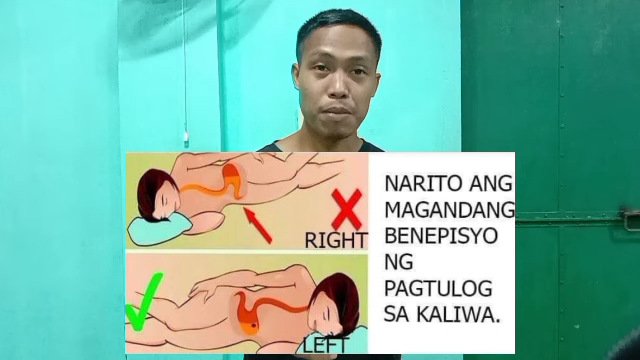 RIGHT
LEFT
NARITO ANG
MAGANDANG
BENEPISYO
NG
PAGTULOG
SA KALIWA.